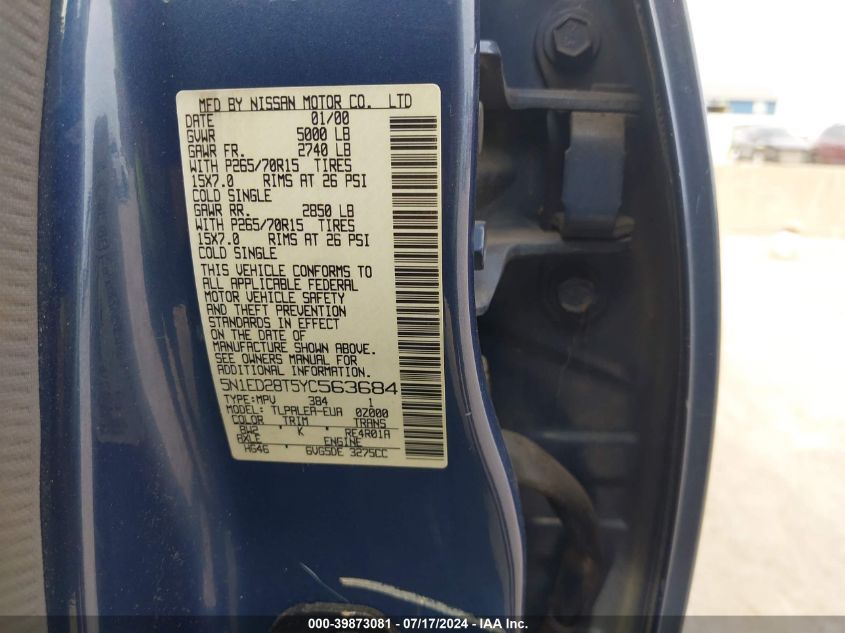 MFD BY NISSAN MOTOR CO. LTD
DATE 01/00
GVWR 5000 LB
GAWR FR. 2740 LB
WITH P265/70R15 TIRES
15X7.0 RIMS AT 26 PSI
COLD SINGLE
GAWR RR. 2850 LB
WITH P265/70R15 TIRES
15X7.0 RIMS AT 26 PSI
COLD SINGLE
THIS VEHICLE CONFORMS TO
ALL APPLICABLE FEDERAL
MOTOR VEHICLE SAFETY
AND THEFT PREVENTION
STANDARDS IN EFFECT
ON THE DATE OF
MANUFACTURE SHOWN ABOVE.
SEE OWNERS MANUAL FOR
ADDITIONAL INFORMATION.
5N1ED28T5YC563684
TYPE:MPV 384 1
MODEL: TLPALEA-EUA 0Z000
COLOR TRIM TRANS
BW2 K RE4R01A
AXLE ENGINE
HG46 6VG5DE 3275CC
000-39873081 - 07/17/2024 - IAA Inc.